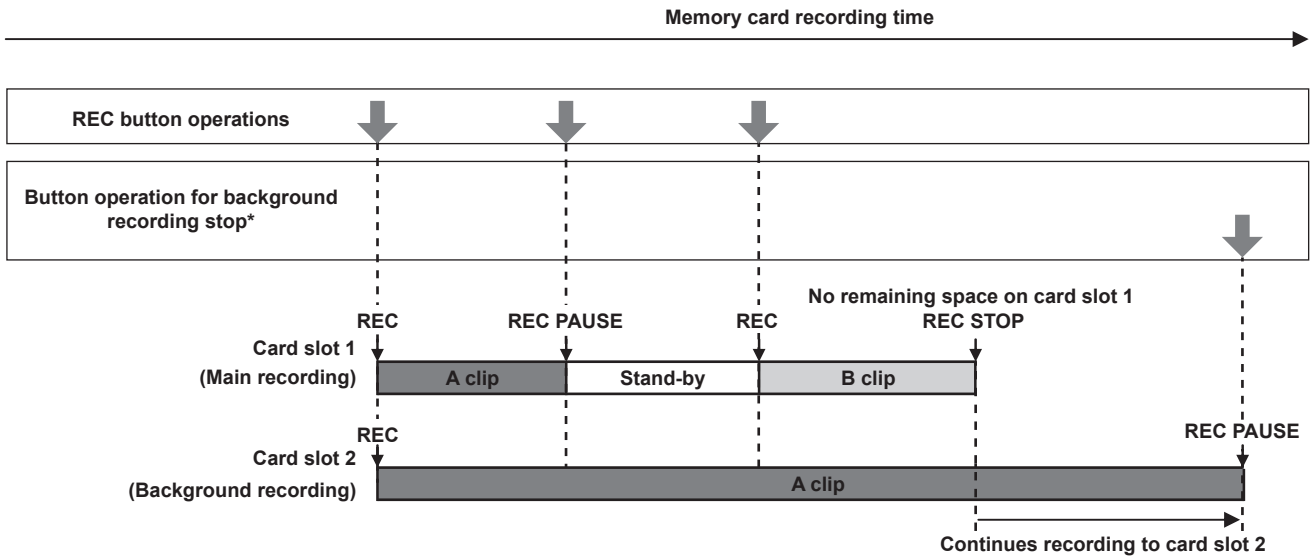 Memory card recording time
REC button operations
Button operation for background
recording stop*
No remaining space on card slot 1
REC
REC PAUSE
REC
REC STOP
Card slot 1
(Main recording)
A clip
Stand-by
B clip
REC
REC PAUSE
Card slot 2
(Background recording)
A clip
Continues recording to card slot 2